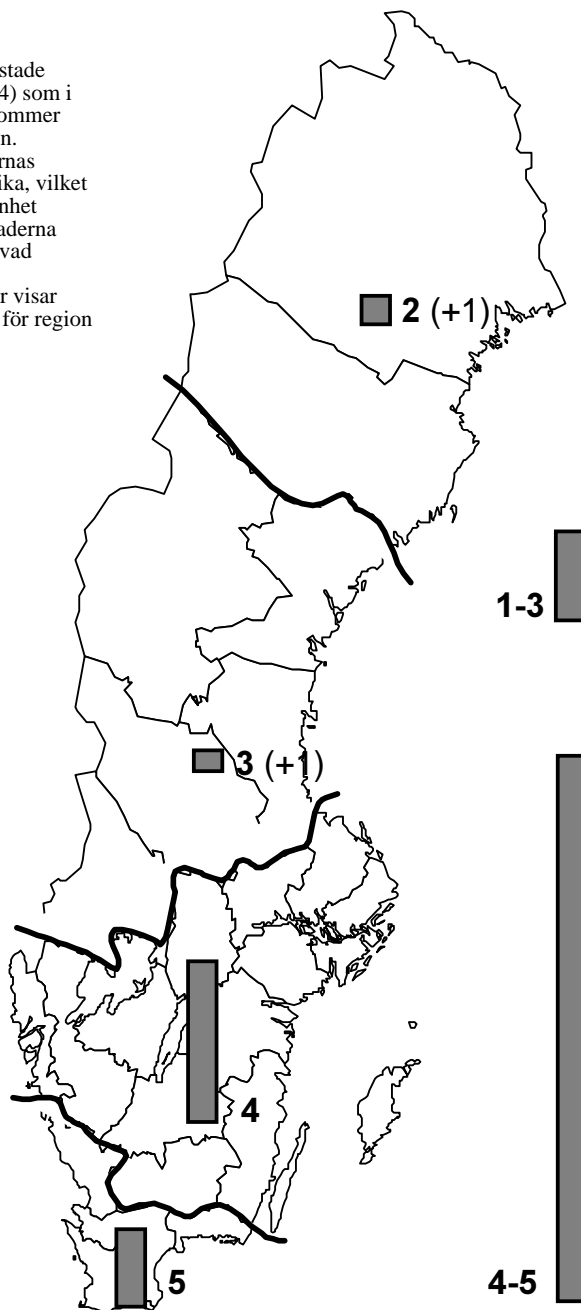 stade
4) som i
ommer
n.
rnas
ika, vilket
nhet
aderna
vad
r visar
för region
2 (+1)
1-3
3 (+1)
4
5
4-5